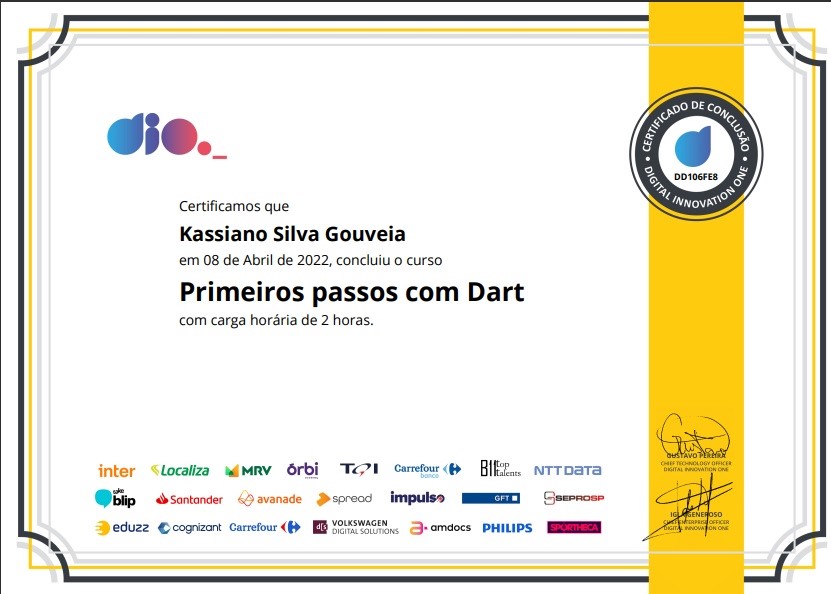 dio._
CERTIFICADO DE CONCLUSÃO
DD106FE8
DIGITAL INNOVATION ONE
Certificamos que
Kassiano Silva Gouveia
em 08 de Abril de 2022, concluiu o curso
Primeiros passos com Dart
com carga horária de 2 horas.
inter Localiza MRV órbi TQI Carrefour banco BIItop talents NTT DATA
take blip Santander avanade spread impulso GFT SEPROSP
eduzz cognizant Carrefour d:s VOLKSWAGEN DIGITAL SOLUTIONS amdocs PHILIPS SPORTHECA
GUSTAVO PEREIRA
CHIEF TECHNOLOGY OFFICER
DIGITAL INNOVATION ONE
GENEROSO
CHIEF ENTERPRISE OFFICER
DIGITAL INNOVATION ONE